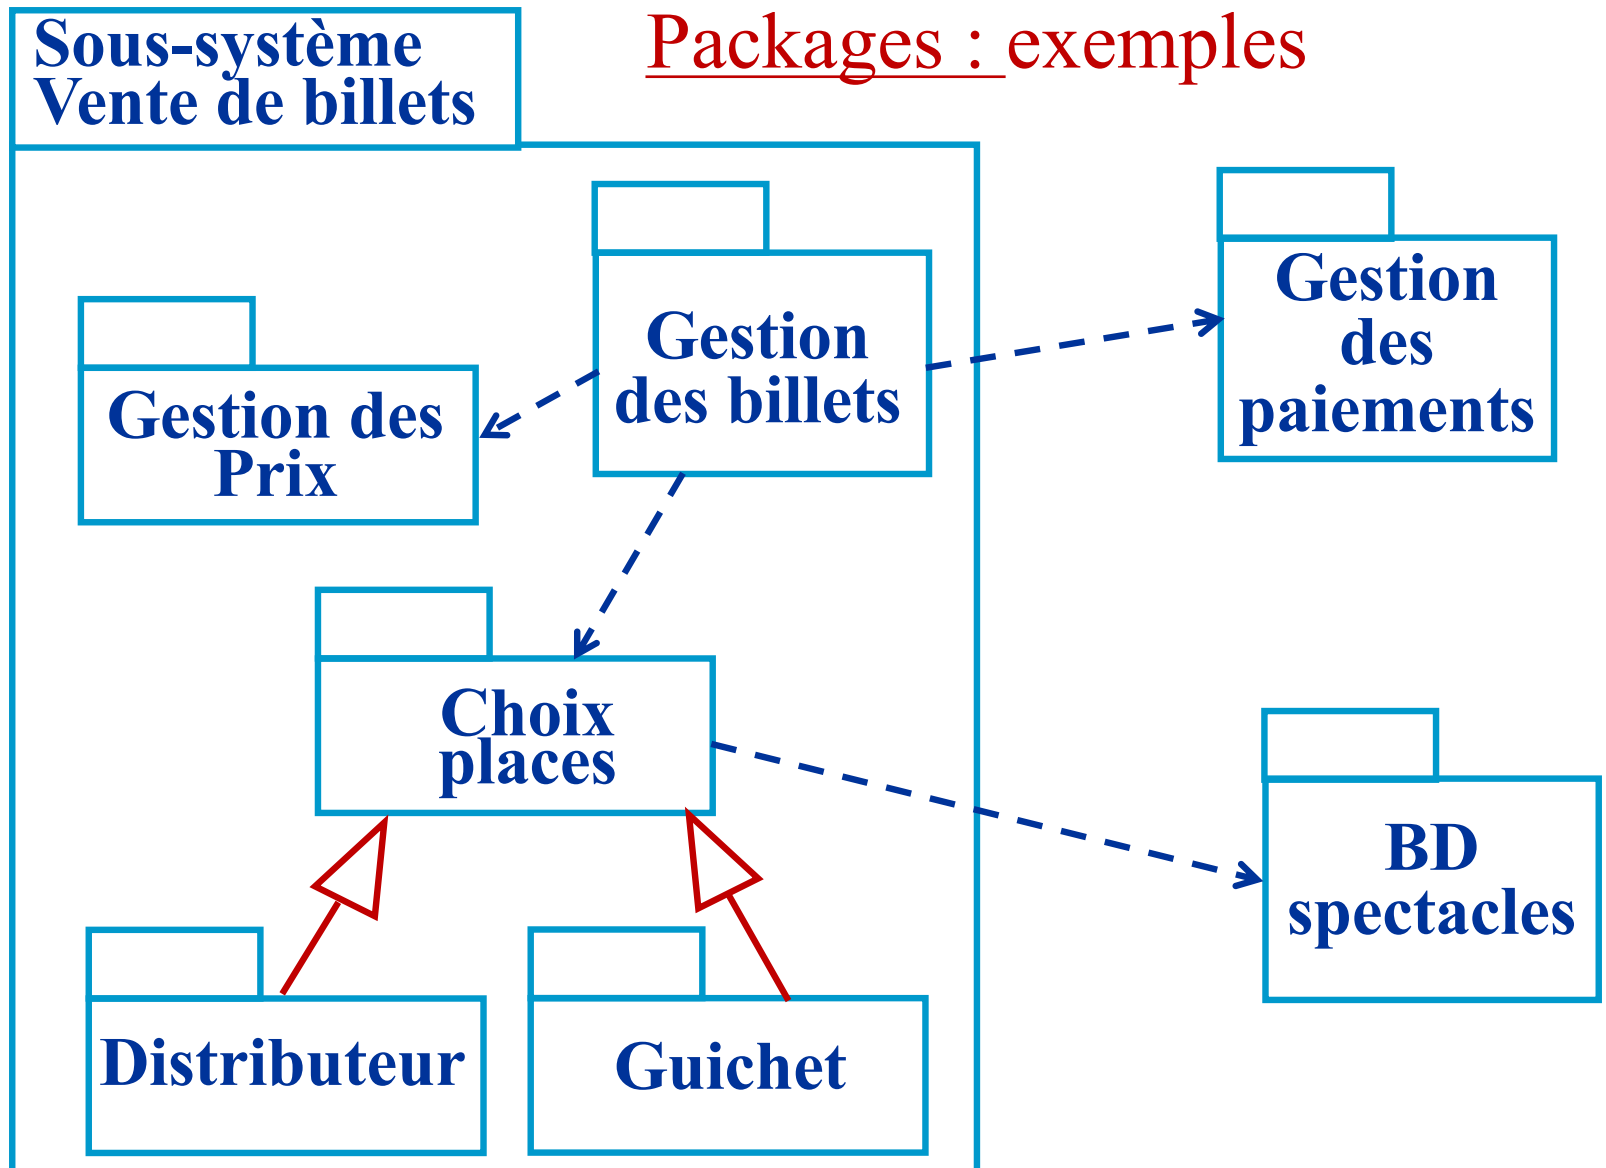 Packages : exemples
Sous-système
Vente de billets
Gestion
des billets
Gestion
des
paiements
Gestion des
Prix
Choix
places
BD
spectacles
Distributeur
Guichet